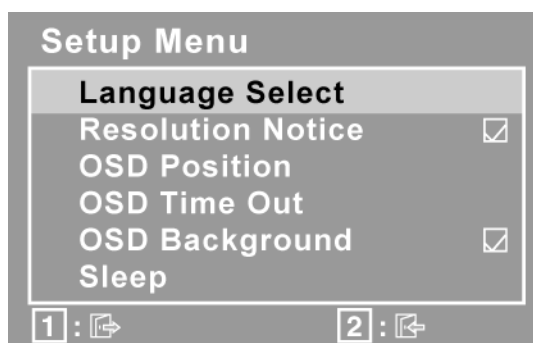 Setup Menu
Language Select
Resolution Notice
OSD Position
OSD Time Out
OSD Background
Sleep
1 : 2 :